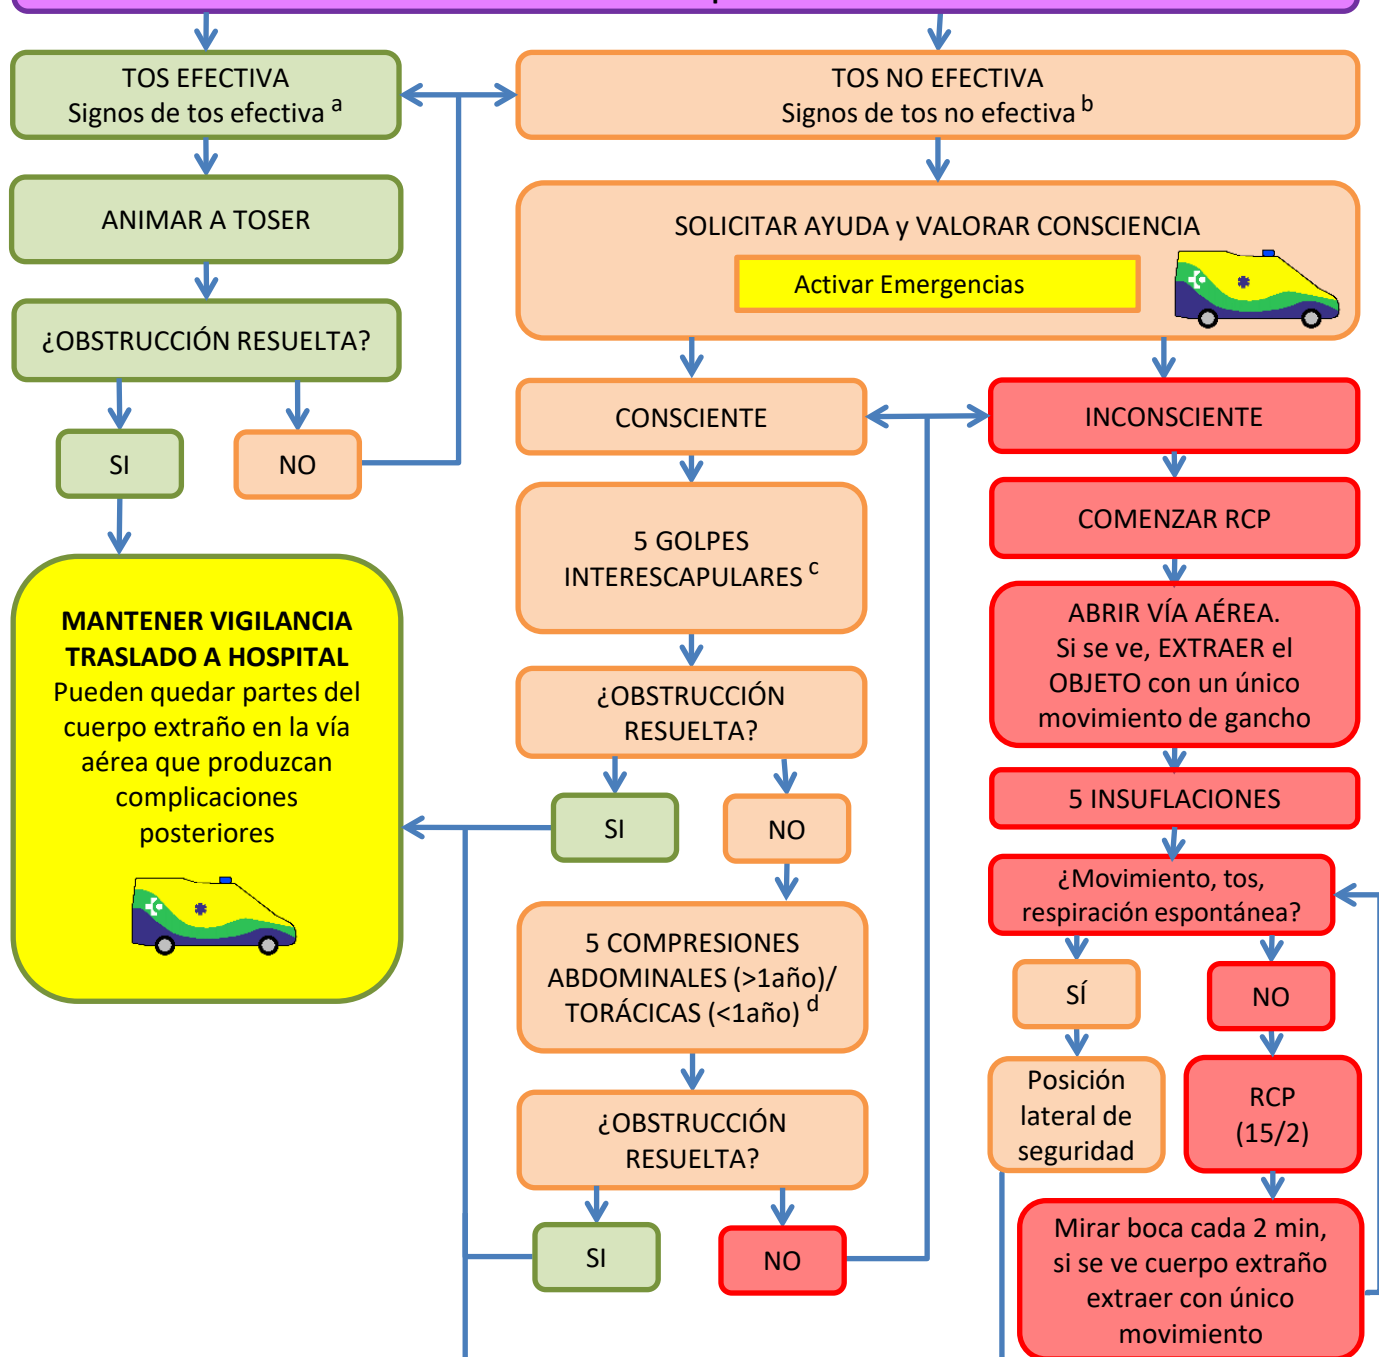 TOS EFECTIVA
Signos de tos efectiva a
TOS NO EFECTIVA
Signos de tos no efectiva b
ANIMAR A TOSER
SOLICITAR AYUDA y VALORAR CONSCIENCIA
Activar Emergencias
¿OBSTRUCCIÓN RESUELTA?
SI
NO
MANTENER VIGILANCIA
TRASLADO A HOSPITAL
Pueden quedar partes del
cuerpo extraño en la vía
aérea que produzcan
complicaciones
posteriores
CONSCIENTE
5 GOLPES
INTERESCAPULARES c
¿OBSTRUCCIÓN
RESUELTA?
SI
NO
5 COMPRESIONES
ABDOMINALES (>1año)/
TORÁCICAS (<1año) d
¿OBSTRUCCIÓN
RESUELTA?
SI
NO
INCONSCIENTE
COMENZAR RCP
ABRIR VÍA AÉREA.
Si se ve, EXTRAER el
OBJETO con un único
movimiento de gancho
5 INSUFLACIONES
¿Movimiento, tos,
respiración espontánea?
SÍ
NO
Posición
lateral de
seguridad
RCP
(15/2)
Mirar boca cada 2 min,
si se ve cuerpo extraño
extraer con único
movimiento